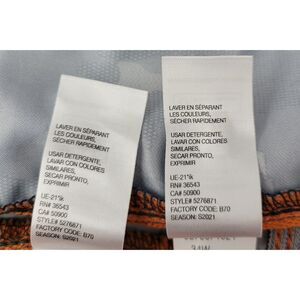 LAVER EN SÉPARANT
LES COULEURS,
SÉCHER RAPIDEMENT
USAR DETERGENTE,
LAVAR CON COLORES
SIMILARES,
SECAR PRONTO,
EXPRIMIR
UE-21*lk
RN# 36543
CA# 50900
STYLE# 5276871
FACTORY CODE: B70
SEASON: S2021
LAVER EN SÉPARANT
LES COULEURS,
SÉCHER RAPIDEMENT
USAR DETERGENTE,
LAVAR CON COLORES
SIMILARES,
SECAR PRONTO,
EXPRIMIR
UE-21*lk
RN# 36543
CA# 50900
STYLE# 5276871
FACTORY CODE: B70
SEASON: S2021
34W